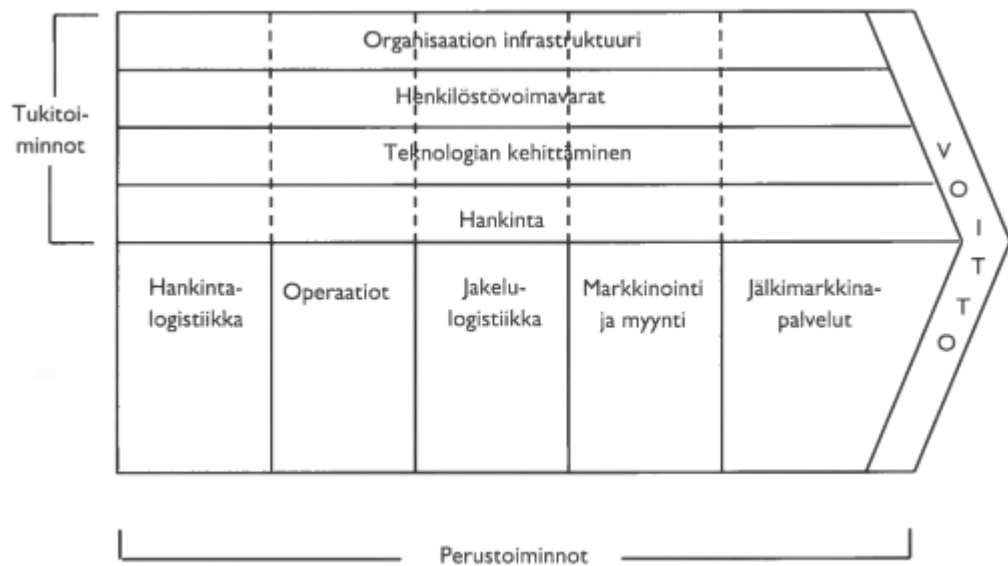 Organisaation infrastruktuuri
Henkilöstövoimavarat
Tukitoi-
minnot
Teknologian kehittäminen
Hankinta
Hankinta-
logistiikka
Operaatiot
Jakelu-
logistiikka
Markkinointi
ja myynti
Jälkimarkkina-
palvelut
VOITTO
Perustoiminnot